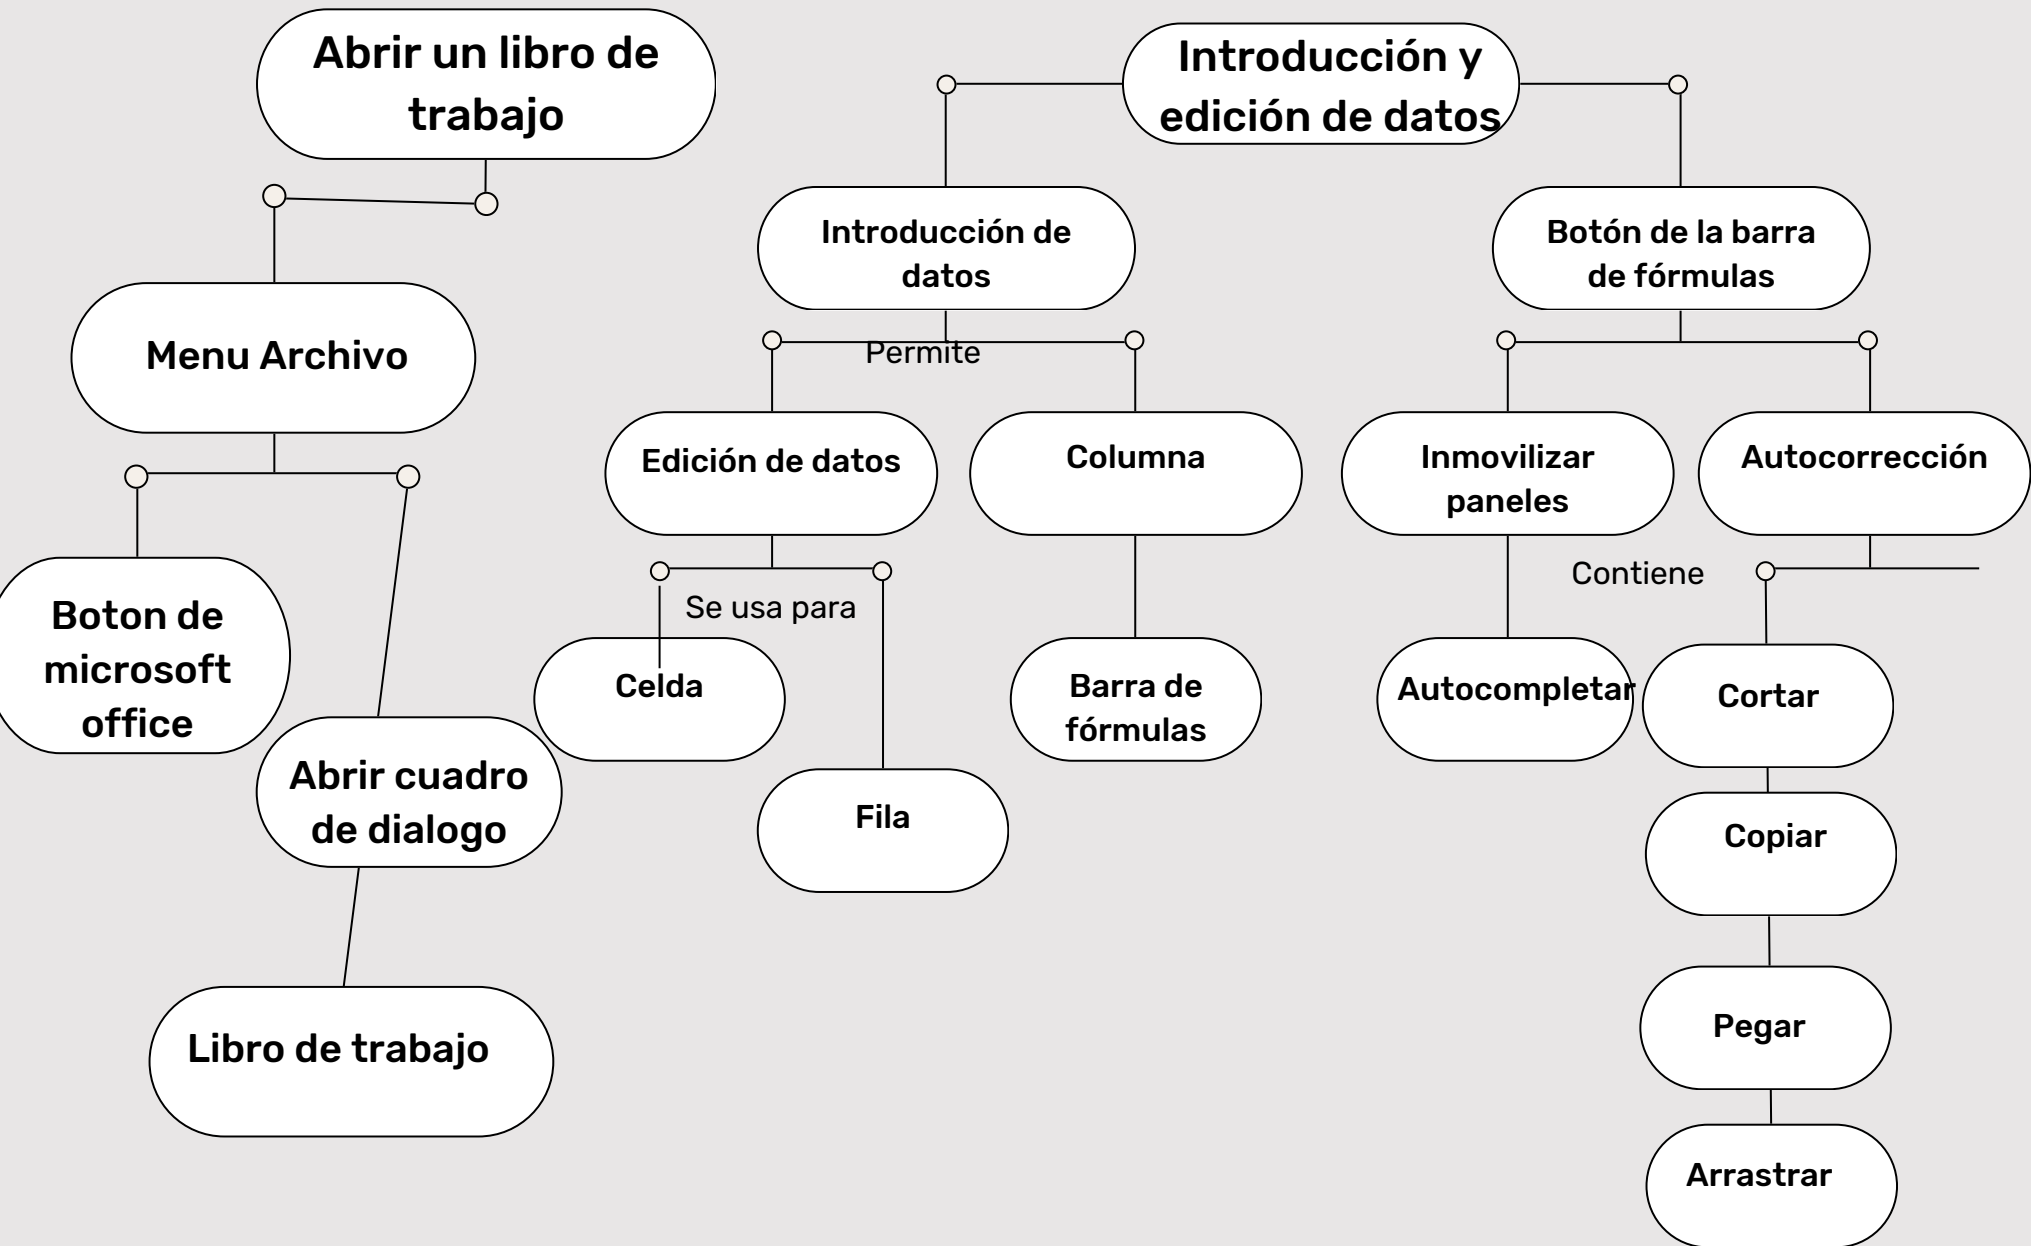 Abrir un libro de
trabajo
Menu Archivo
Boton de
microsoft
office
Abrir cuadro
de dialogo
Libro de trabajo
Introducción y
edición de datos
Introducción de
datos
Permite
Edición de datos
Se usa para
Celda
Fila
Columna
Barra de
fórmulas
Botón de la barra
de fórmulas
Inmovilizar
paneles
Autocompletar
Autocorrección
Contiene
Cortar
Copiar
Pegar
Arrastrar